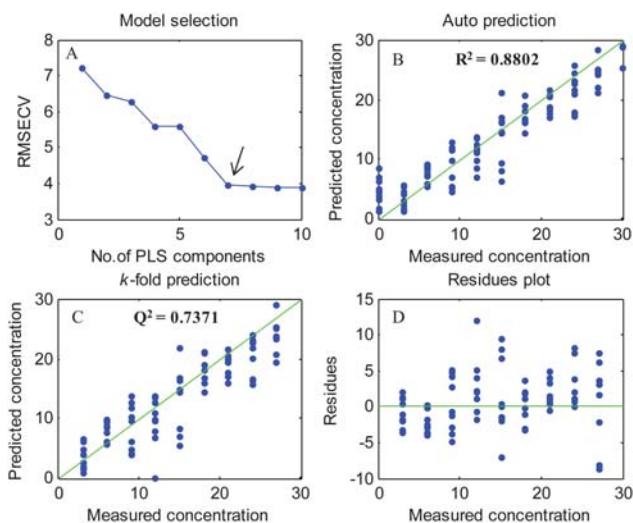 Model selection
A
RMSECV
8
7
6
5
4
3
0
5
10
No.of PLS components
Auto prediction
B
R² = 0.8802
Predicted concentration
30
20
10
0
0
10
20
30
Measured concentration
k-fold prediction
C
Q² = 0.7371
Predicted concentration
30
20
10
0
0
10
20
30
Measured concentration
Residues plot
D
Residues
15
10
5
0
-5
-10
0
10
20
30
Measured concentration